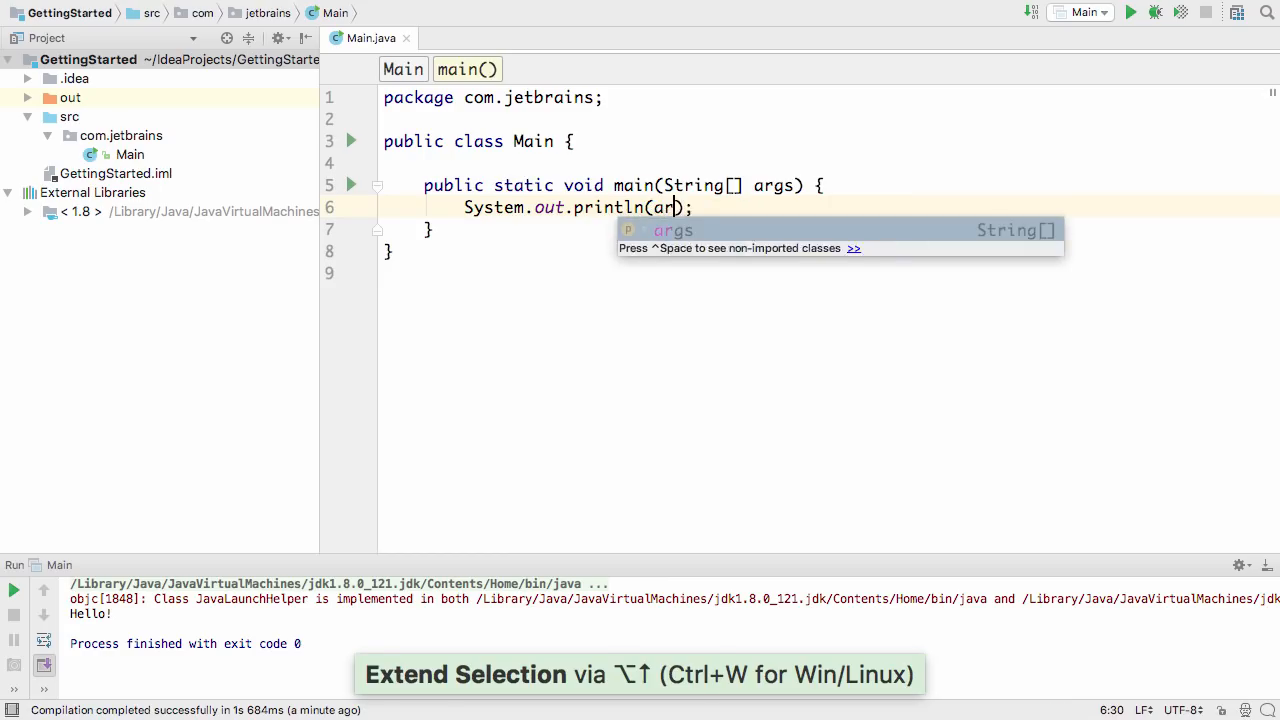 GettingStarted src com jetbrains Main Main
Project Main.java
GettingStarted ~/IdeaProjects/GettingStarte
.idea
out
src
com.jetbrains
Main
GettingStarted.iml
External Libraries
< 1.8 > /Library/Java/JavaVirtualMachines
Main main()
1 package com.jetbrains;
2
3 public class Main {
4
5 public static void main(String[] args) {
6 System.out.println(ar);
7 }
8 }
9
p args String[]
Press ^Space to see non-imported classes >>
Run Main
/Library/Java/JavaVirtualMachines/jdk1.8.0_121.jdk/Contents/Home/bin/java ...
objc[1848]: Class JavaLaunchHelper is implemented in both /Library/Java/JavaVirtualMachines/jdk1.8.0_121.jdk/Contents/Home/bin/java and /Library/Java/JavaVirtualMachines/jd
Hello!
Process finished with exit code 0
Extend Selection via ⌥↑ (Ctrl+W for Win/Linux)
Compilation completed successfully in 1s 684ms (a minute ago) 6:30 LF÷ UTF-8÷